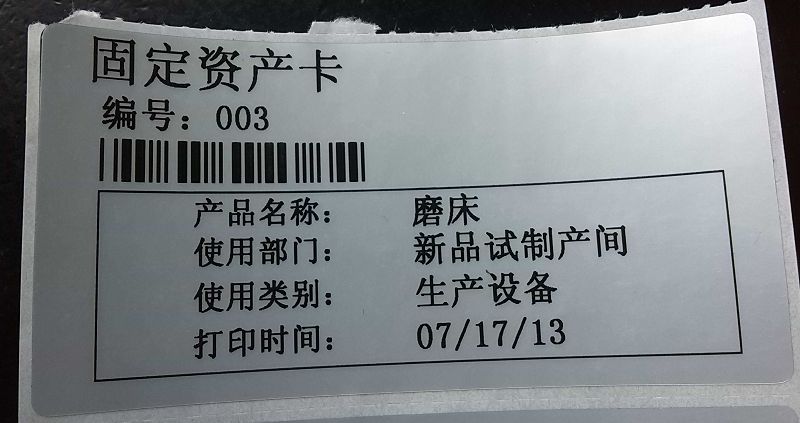 固定资产卡
编号：003
产品名称： 磨床
使用部门： 新品试制产间
使用类别： 生产设备
打印时间： 07/17/13